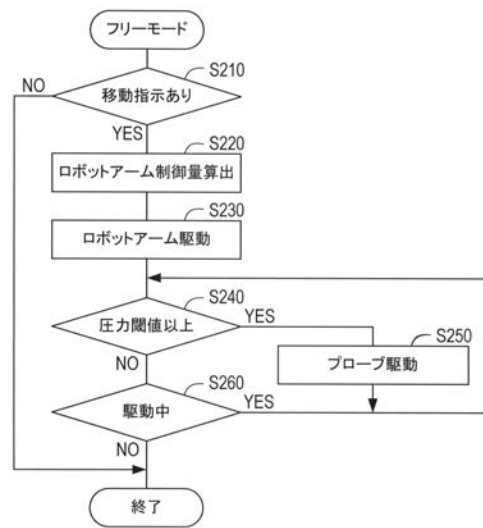 フリーモード
S210
NO
移動指示あり
YES
S220
ロボットアーム制御量算出
S230
ロボットアーム駆動
S240
圧力閾値以上
YES
S250
プローブ駆動
NO
S260
駆動中
YES
NO
終了